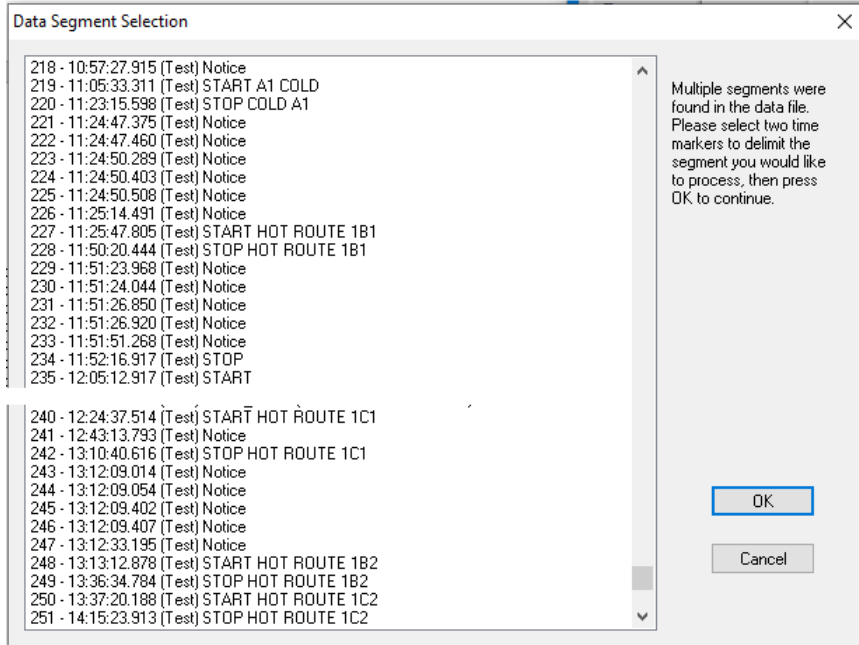 Data Segment Selection
218 - 10:57:27.915 (Test) Notice
219 - 11:05:33.311 (Test) START A1 COLD
220 - 11:23:15.598 (Test) STOP COLD A1
221 - 11:24:47.375 (Test) Notice
222 - 11:24:47.460 (Test) Notice
223 - 11:24:50.289 (Test) Notice
224 - 11:24:50.403 (Test) Notice
225 - 11:24:50.508 (Test) Notice
226 - 11:25:14.491 (Test) Notice
227 - 11:25:47.805 (Test) START HOT ROUTE 1B1
228 - 11:50:20.444 (Test) STOP HOT ROUTE 1B1
229 - 11:51:23.968 (Test) Notice
230 - 11:51:24.044 (Test) Notice
231 - 11:51:26.850 (Test) Notice
232 - 11:51:26.920 (Test) Notice
233 - 11:51:51.268 (Test) Notice
234 - 11:52:16.917 (Test) STOP
235 - 12:05:12.917 (Test) START
240 - 12:24:37.514 (Test) START HOT ROUTE 1C1
241 - 12:43:13.793 (Test) Notice
242 - 13:10:40.616 (Test) STOP HOT ROUTE 1C1
243 - 13:12:09.014 (Test) Notice
244 - 13:12:09.054 (Test) Notice
245 - 13:12:09.402 (Test) Notice
246 - 13:12:09.407 (Test) Notice
247 - 13:12:33.195 (Test) Notice
248 - 13:13:12.878 (Test) START HOT ROUTE 1B2
249 - 13:36:34.784 (Test) STOP HOT ROUTE 1B2
250 - 13:37:20.188 (Test) START HOT ROUTE 1C2
251 - 14:15:23.913 (Test) STOP HOT ROUTE 1C2
Multiple segments were
found in the data file.
Please select two time
markers to delimit the
segment you would like
to process, then press
OK to continue.
OK
Cancel